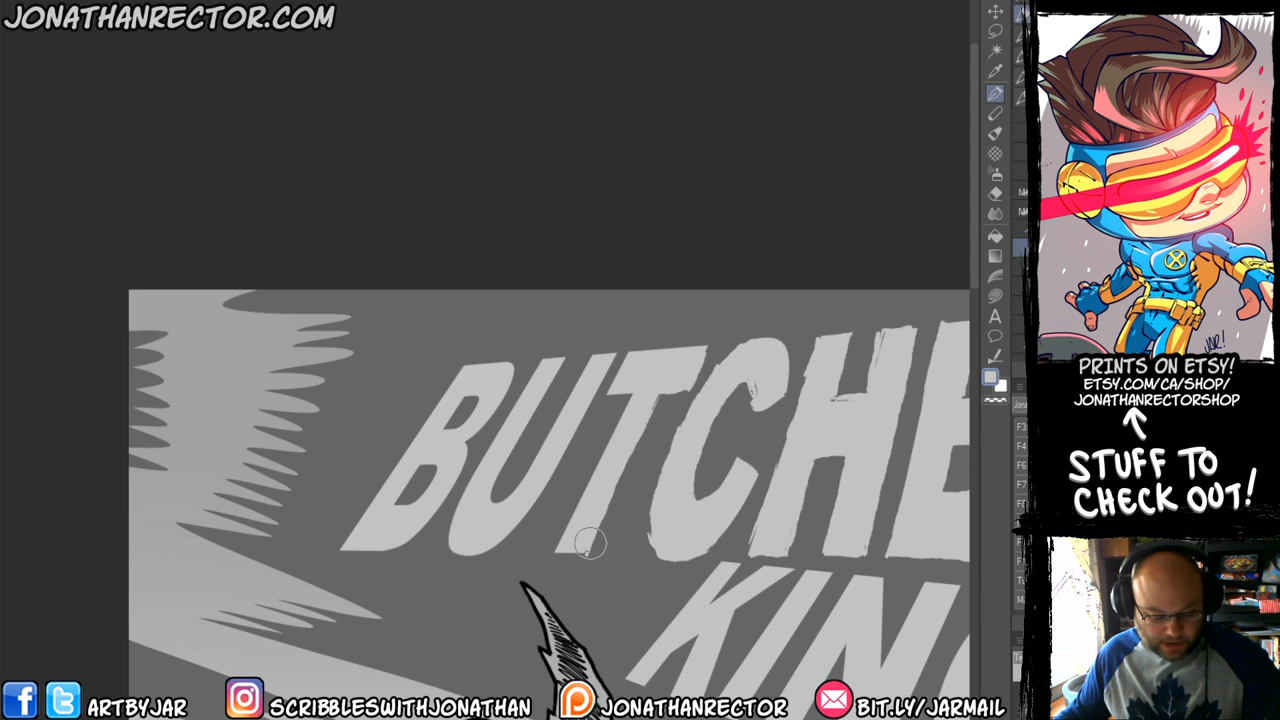 JONATHANRECTOR.COM
BUTCHE
KIN
JAR!
PRINTS ON ETSY!
ETSY.COM/CA/SHOP/
JONATHANRECTORSHOP
STUFF TO
CHECK OUT!
ARTBYJAR
SCRIBBLESWITHJONATHAN
JONATHANRECTOR
BIT.LY/JARMAIL